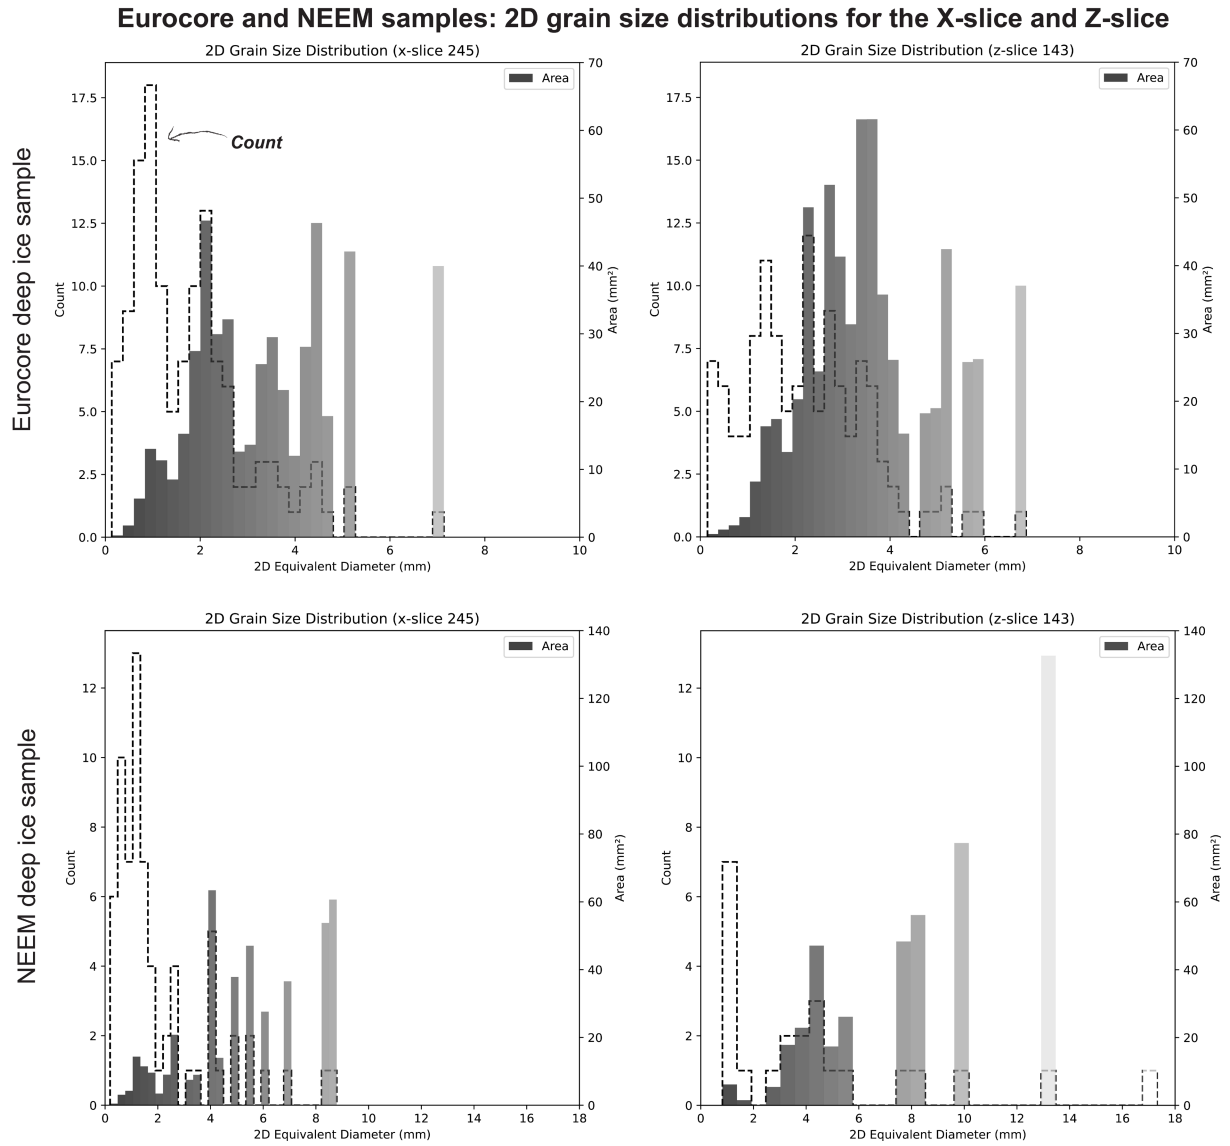 Eurocore and NEEM samples: 2D grain size distributions for the X-slice and Z-slice
Eurocore deep ice sample
2D Grain Size Distribution (x-slice 245)
Area
Count
Count
0.0
2.5
5.0
7.5
10.0
12.5
15.0
17.5
Area (mm²)
0
10
20
30
40
50
60
70
0 2 4 6 8 10
2D Equivalent Diameter (mm)
2D Grain Size Distribution (z-slice 143)
Area
Count
0.0
2.5
5.0
7.5
10.0
12.5
15.0
17.5
Area (mm²)
0
10
20
30
40
50
60
70
0 2 4 6 8 10
2D Equivalent Diameter (mm)
NEEM deep ice sample
2D Grain Size Distribution (x-slice 245)
Area
Count
0
2
4
6
8
10
12
Area (mm²)
0
20
40
60
80
100
120
140
0 2 4 6 8 10 12 14 16 18
2D Equivalent Diameter (mm)
2D Grain Size Distribution (z-slice 143)
Area
Count
0
2
4
6
8
10
12
Area (mm²)
0
20
40
60
80
100
120
140
0 2 4 6 8 10 12 14 16 18
2D Equivalent Diameter (mm)